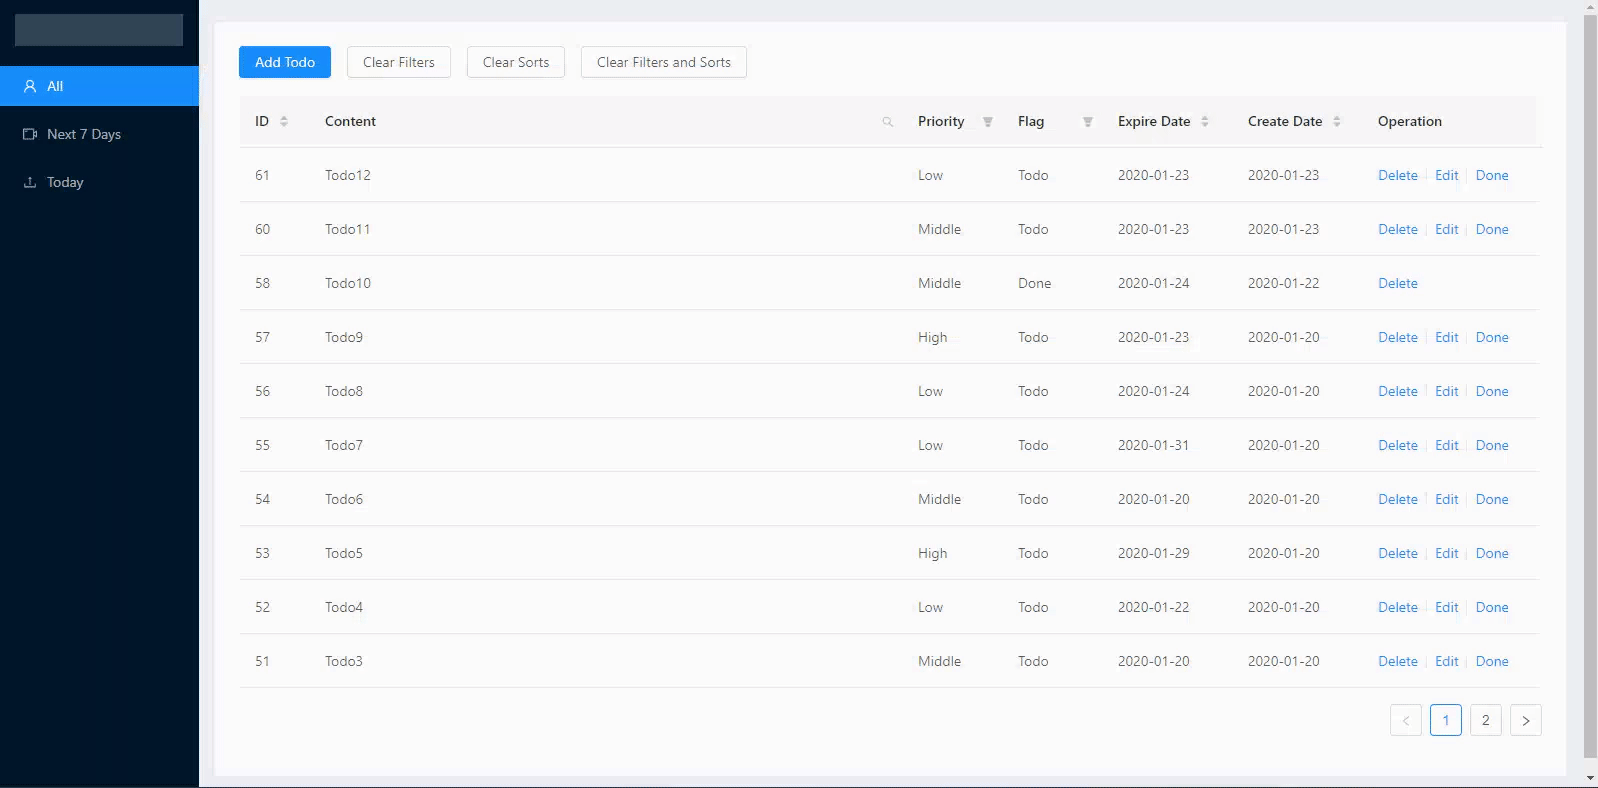 All
Next 7 Days
Today
Add Todo Clear Filters Clear Sorts Clear Filters and Sorts
ID Content Priority Flag Expire Date Create Date Operation
61 Todo12 Low Todo 2020-01-23 2020-01-23 Delete Edit Done
60 Todo11 Middle Todo 2020-01-23 2020-01-23 Delete Edit Done
58 Todo10 Middle Done 2020-01-24 2020-01-22 Delete
57 Todo9 High Todo 2020-01-23 2020-01-20 Delete Edit Done
56 Todo8 Low Todo 2020-01-24 2020-01-20 Delete Edit Done
55 Todo7 Low Todo 2020-01-31 2020-01-20 Delete Edit Done
54 Todo6 Middle Todo 2020-01-20 2020-01-20 Delete Edit Done
53 Todo5 High Todo 2020-01-29 2020-01-20 Delete Edit Done
52 Todo4 Low Todo 2020-01-22 2020-01-20 Delete Edit Done
51 Todo3 Middle Todo 2020-01-20 2020-01-20 Delete Edit Done
< 1 2 >